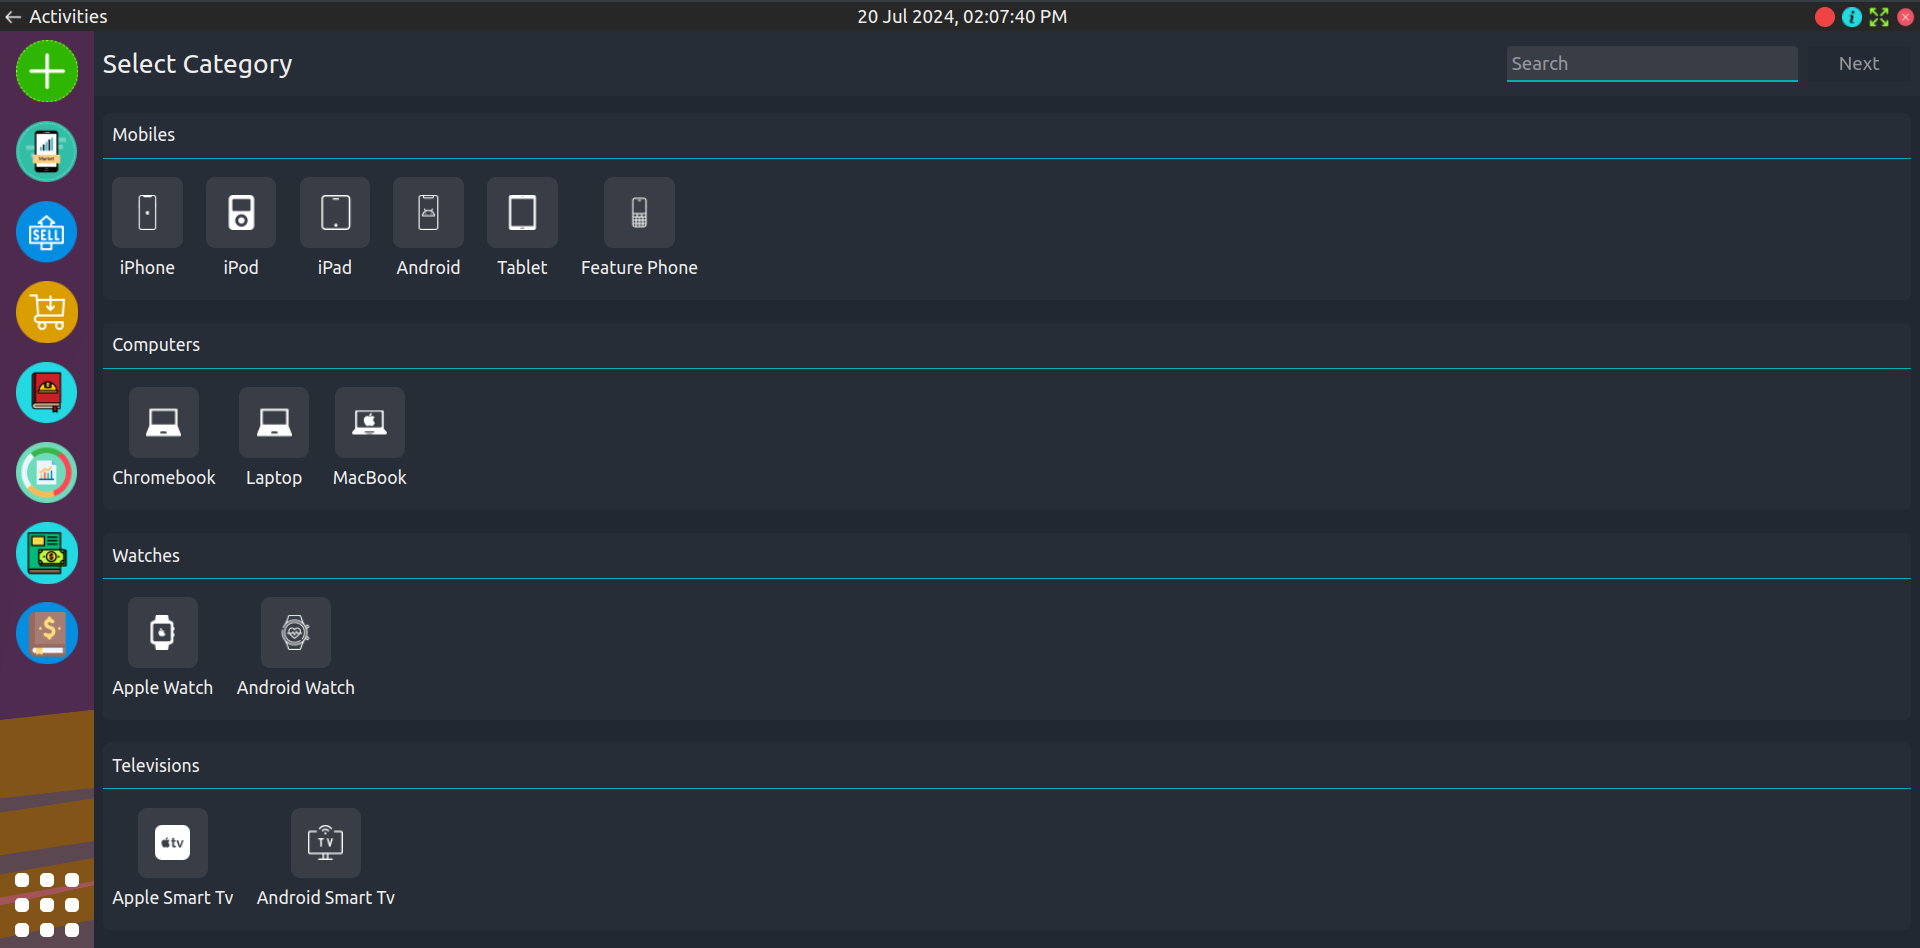 Activities
20 Jul 2024, 02:07:40 PM
Select Category
Search
Next
Market
SELL
Mobiles
iPhone
iPod
iPad
Android
Tablet
Feature Phone
Computers
Chromebook
Laptop
MacBook
Watches
Apple Watch
Android Watch
Televisions
tv
TV
Apple Smart Tv
Android Smart Tv